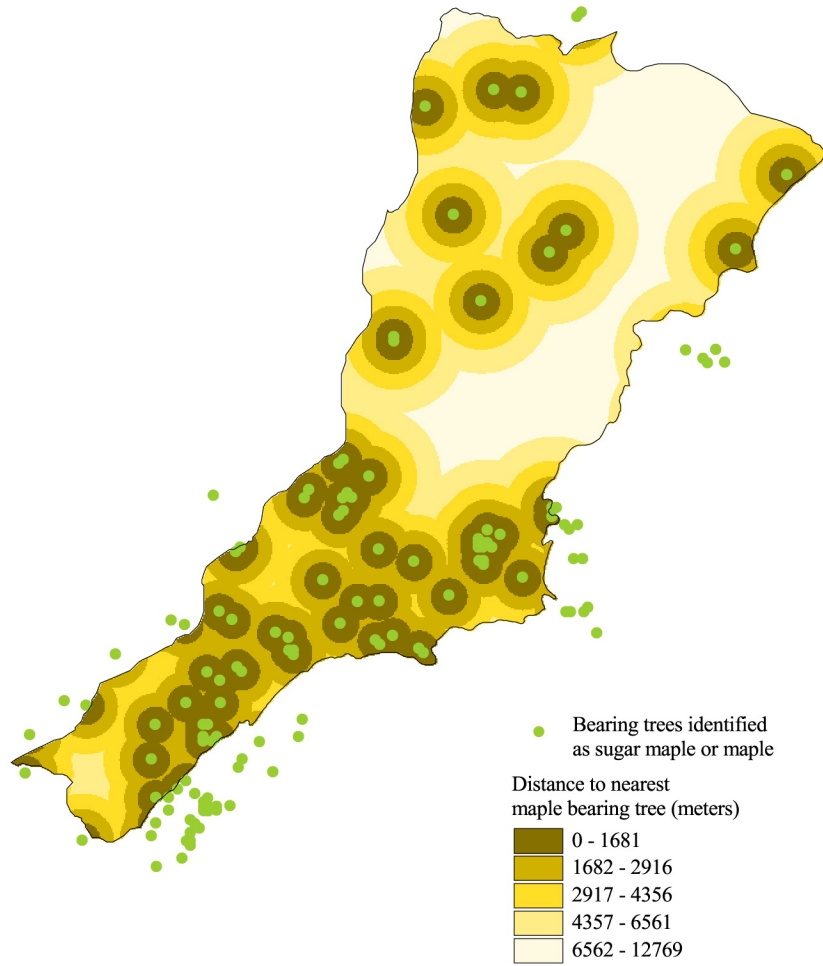 Bearing trees identified
as sugar maple or maple
Distance to nearest
maple bearing tree (meters)
0 - 1681
1682 - 2916
2917 - 4356
4357 - 6561
6562 - 12769